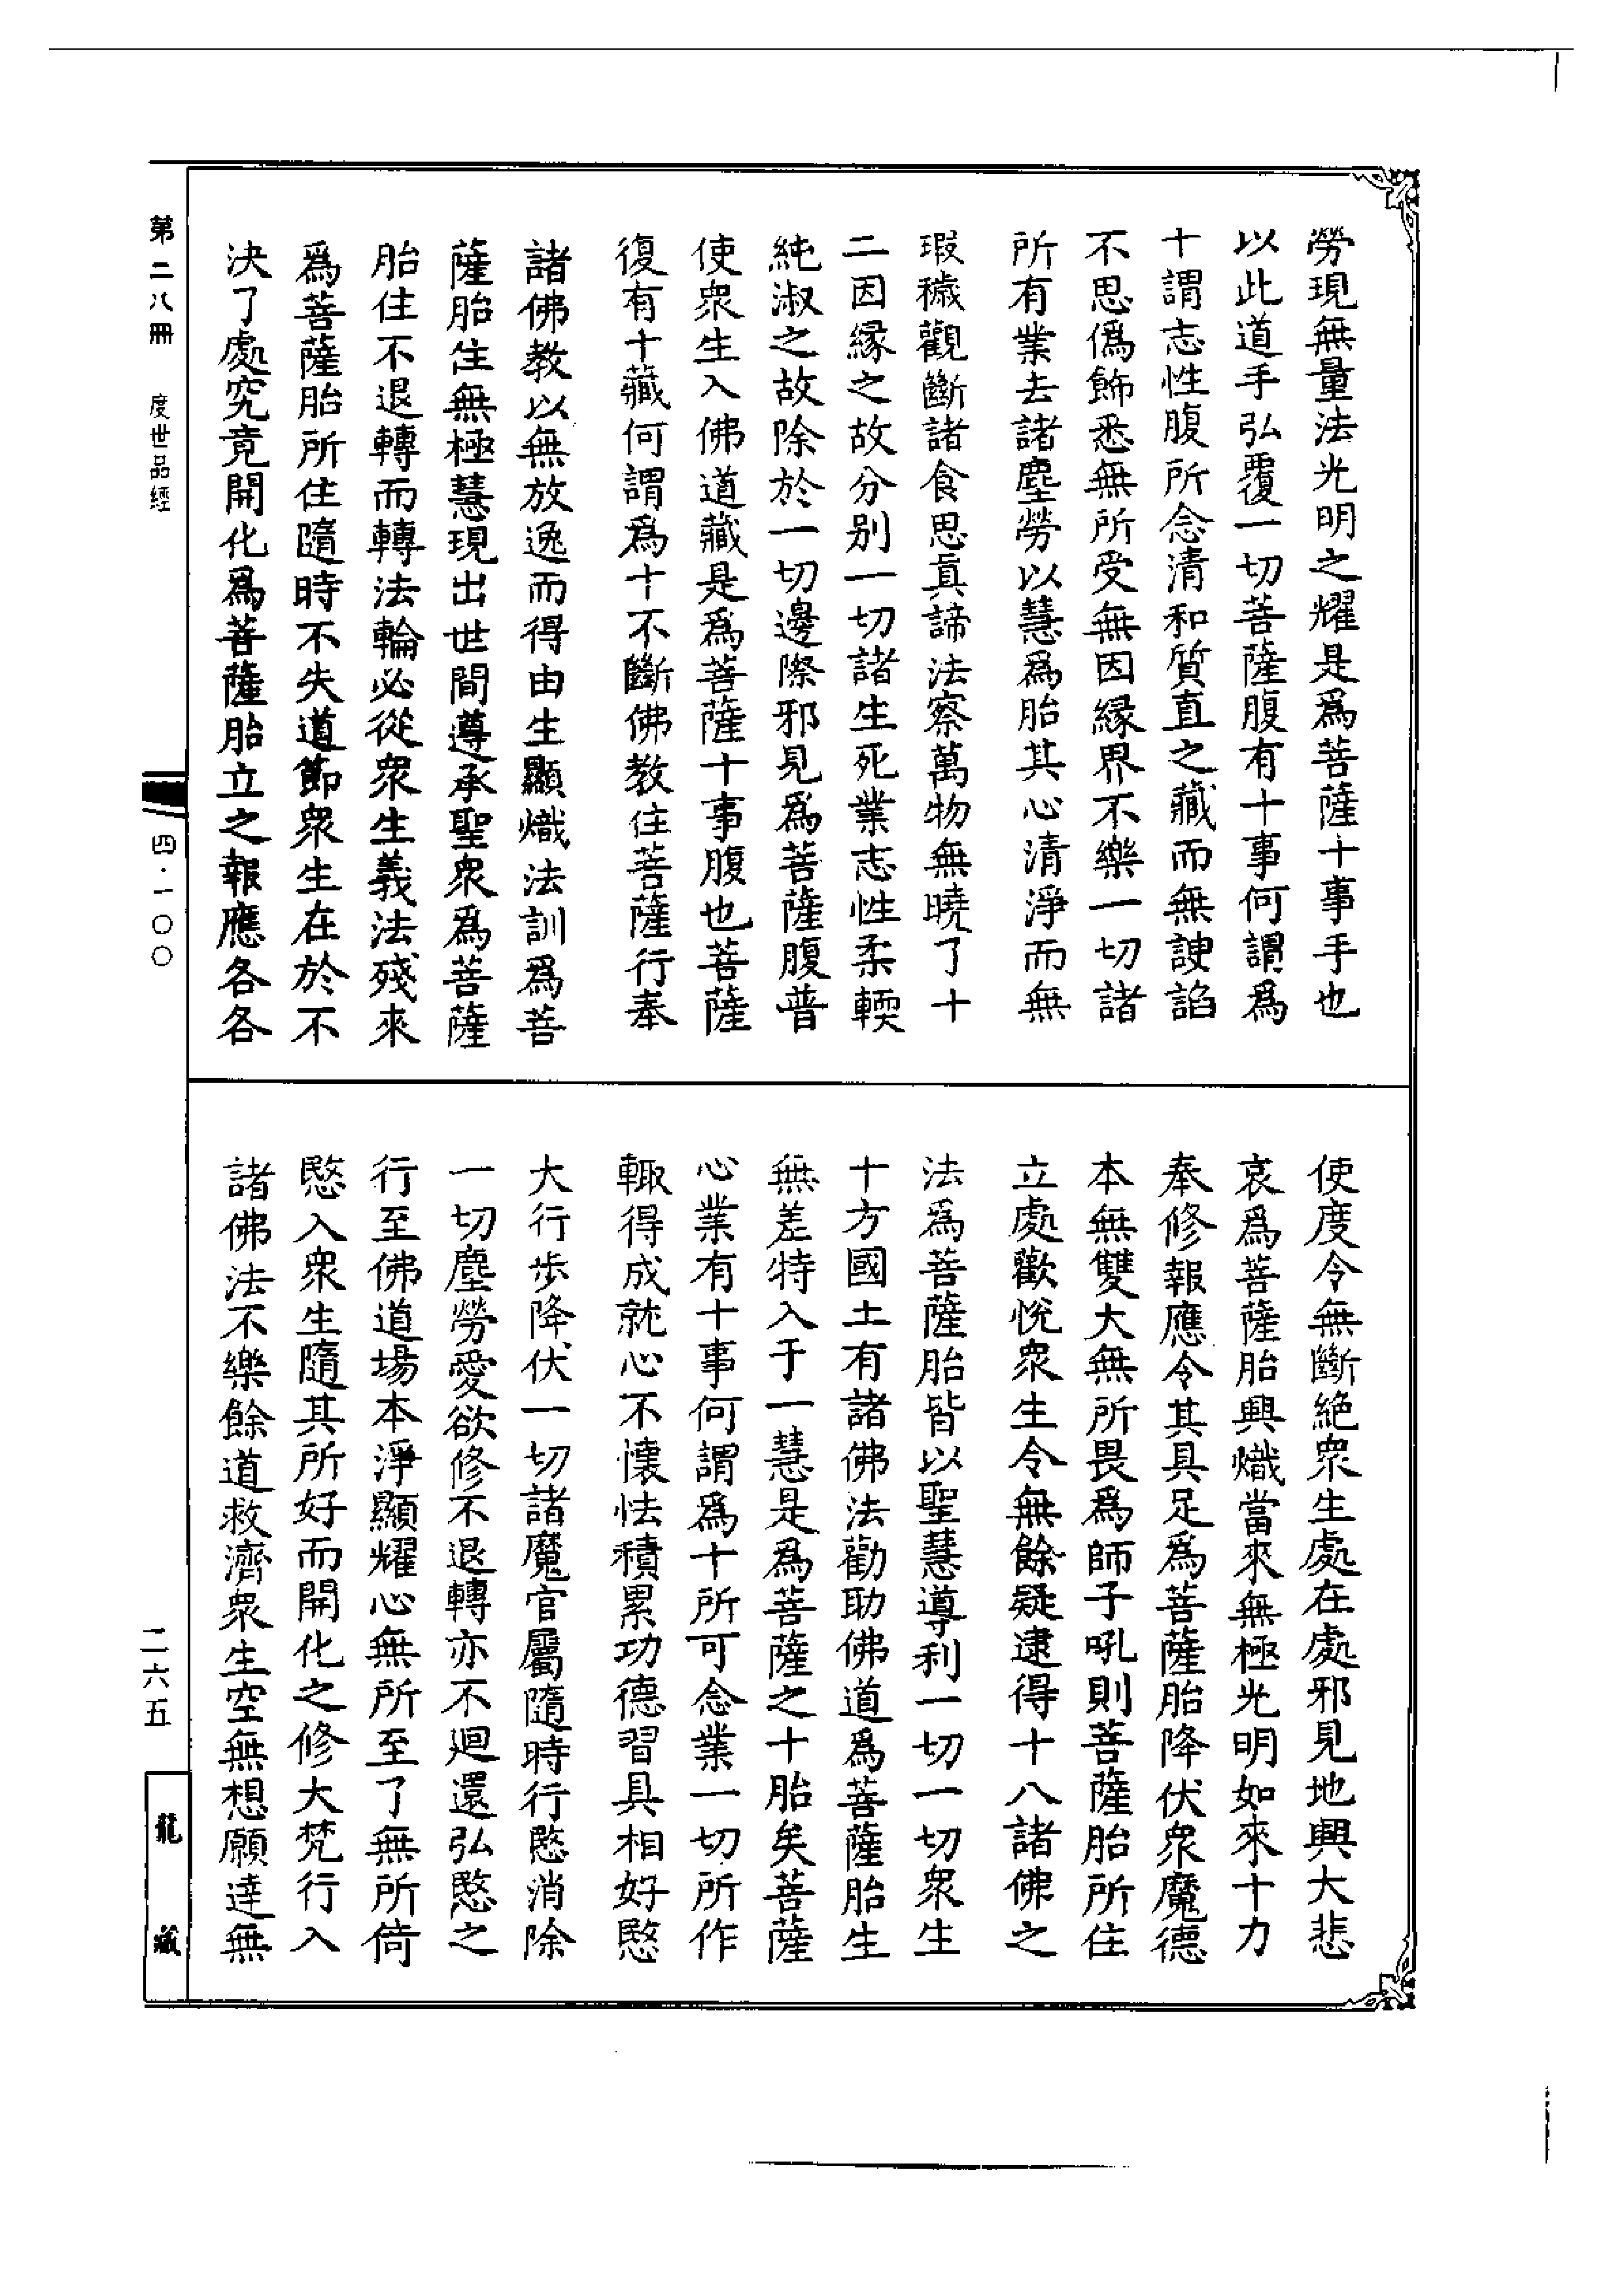 勞現無量法光明之耀是爲菩薩十事手也
以此道手弘覆一切菩薩腹有十事何謂爲
十謂志性腹所念清和質直之藏而無諛諂
不思僞飾悉無所受無因緣界不樂一切諸
所有業去諸塵勞以慧爲胎其心清淨而無
瑕穢觀斷諸食思眞諦法察萬物無曉了十
二因緣之故分别一切諸生死業志性柔輭
純淑之故除於一切邊際邪見爲菩薩腹普
使衆生入佛道藏是爲菩薩十事腹也菩薩
復有十藏何謂爲十不斷佛教住菩薩行奉
諸佛教以無放逸而得由生顯熾法訓爲菩
薩胎住無極慧現出世間遵承聖衆爲菩薩
胎住不退轉而轉法輪必從衆生義法殘來
爲菩薩胎所住隨時不失道節衆生在於不
決了處究竟開化爲菩薩胎立之報應各各
使度令無斷絶衆生處在處邪見地興大悲
哀爲菩薩胎興熾當來無極光明如來十力
奉修報應令其具足爲菩薩胎降伏衆魔德
本無雙大無所畏爲師子吼則菩薩胎所住
立處歡悅衆生令無餘疑逮得十八諸佛之
法爲菩薩胎皆以聖慧導利一切一切衆生
十方國土有諸佛法勸助佛道爲菩薩胎生
無差特入于一慧是爲菩薩之十胎矣菩薩
心業有十事何謂爲十所可念業一切所作
輙得成就心不懷怯積累功德習具相好愍
大行步降伏一切諸魔官屬隨時行愍消除
一切塵勞愛欲修不退轉亦不迴還弘愍之
行至佛道場本淨顯耀心無所至了無所倚
愍入衆生隨其所好而開化之修大梵行入
諸佛法不樂餘道救濟衆生空無想願達無
第二八冊 度世品經 四·一〇〇 二六五 龍藏